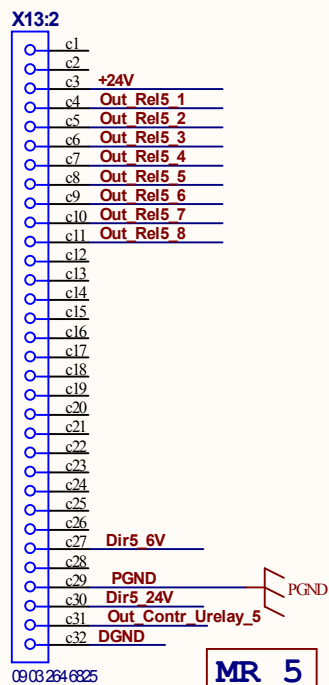 X13:2
c1
c2
c3 +24V
c4 Out_Rel5_1
c5 Out_Rel5_2
c6 Out_Rel5_3
c7 Out_Rel5_4
c8 Out_Rel5_5
c9 Out_Rel5_6
c10 Out_Rel5_7
c11 Out_Rel5_8
c12
c13
c14
c15
c16
c17
c18
c19
c20
c21
c22
c23
c24
c25
c26
c27 Dir5_6V
c28
c29 PGND PGND
c30 Dir5_24V
c31 Out_Contr_Urelay_5
c32 DGND
09 03 264 6825
MR 5